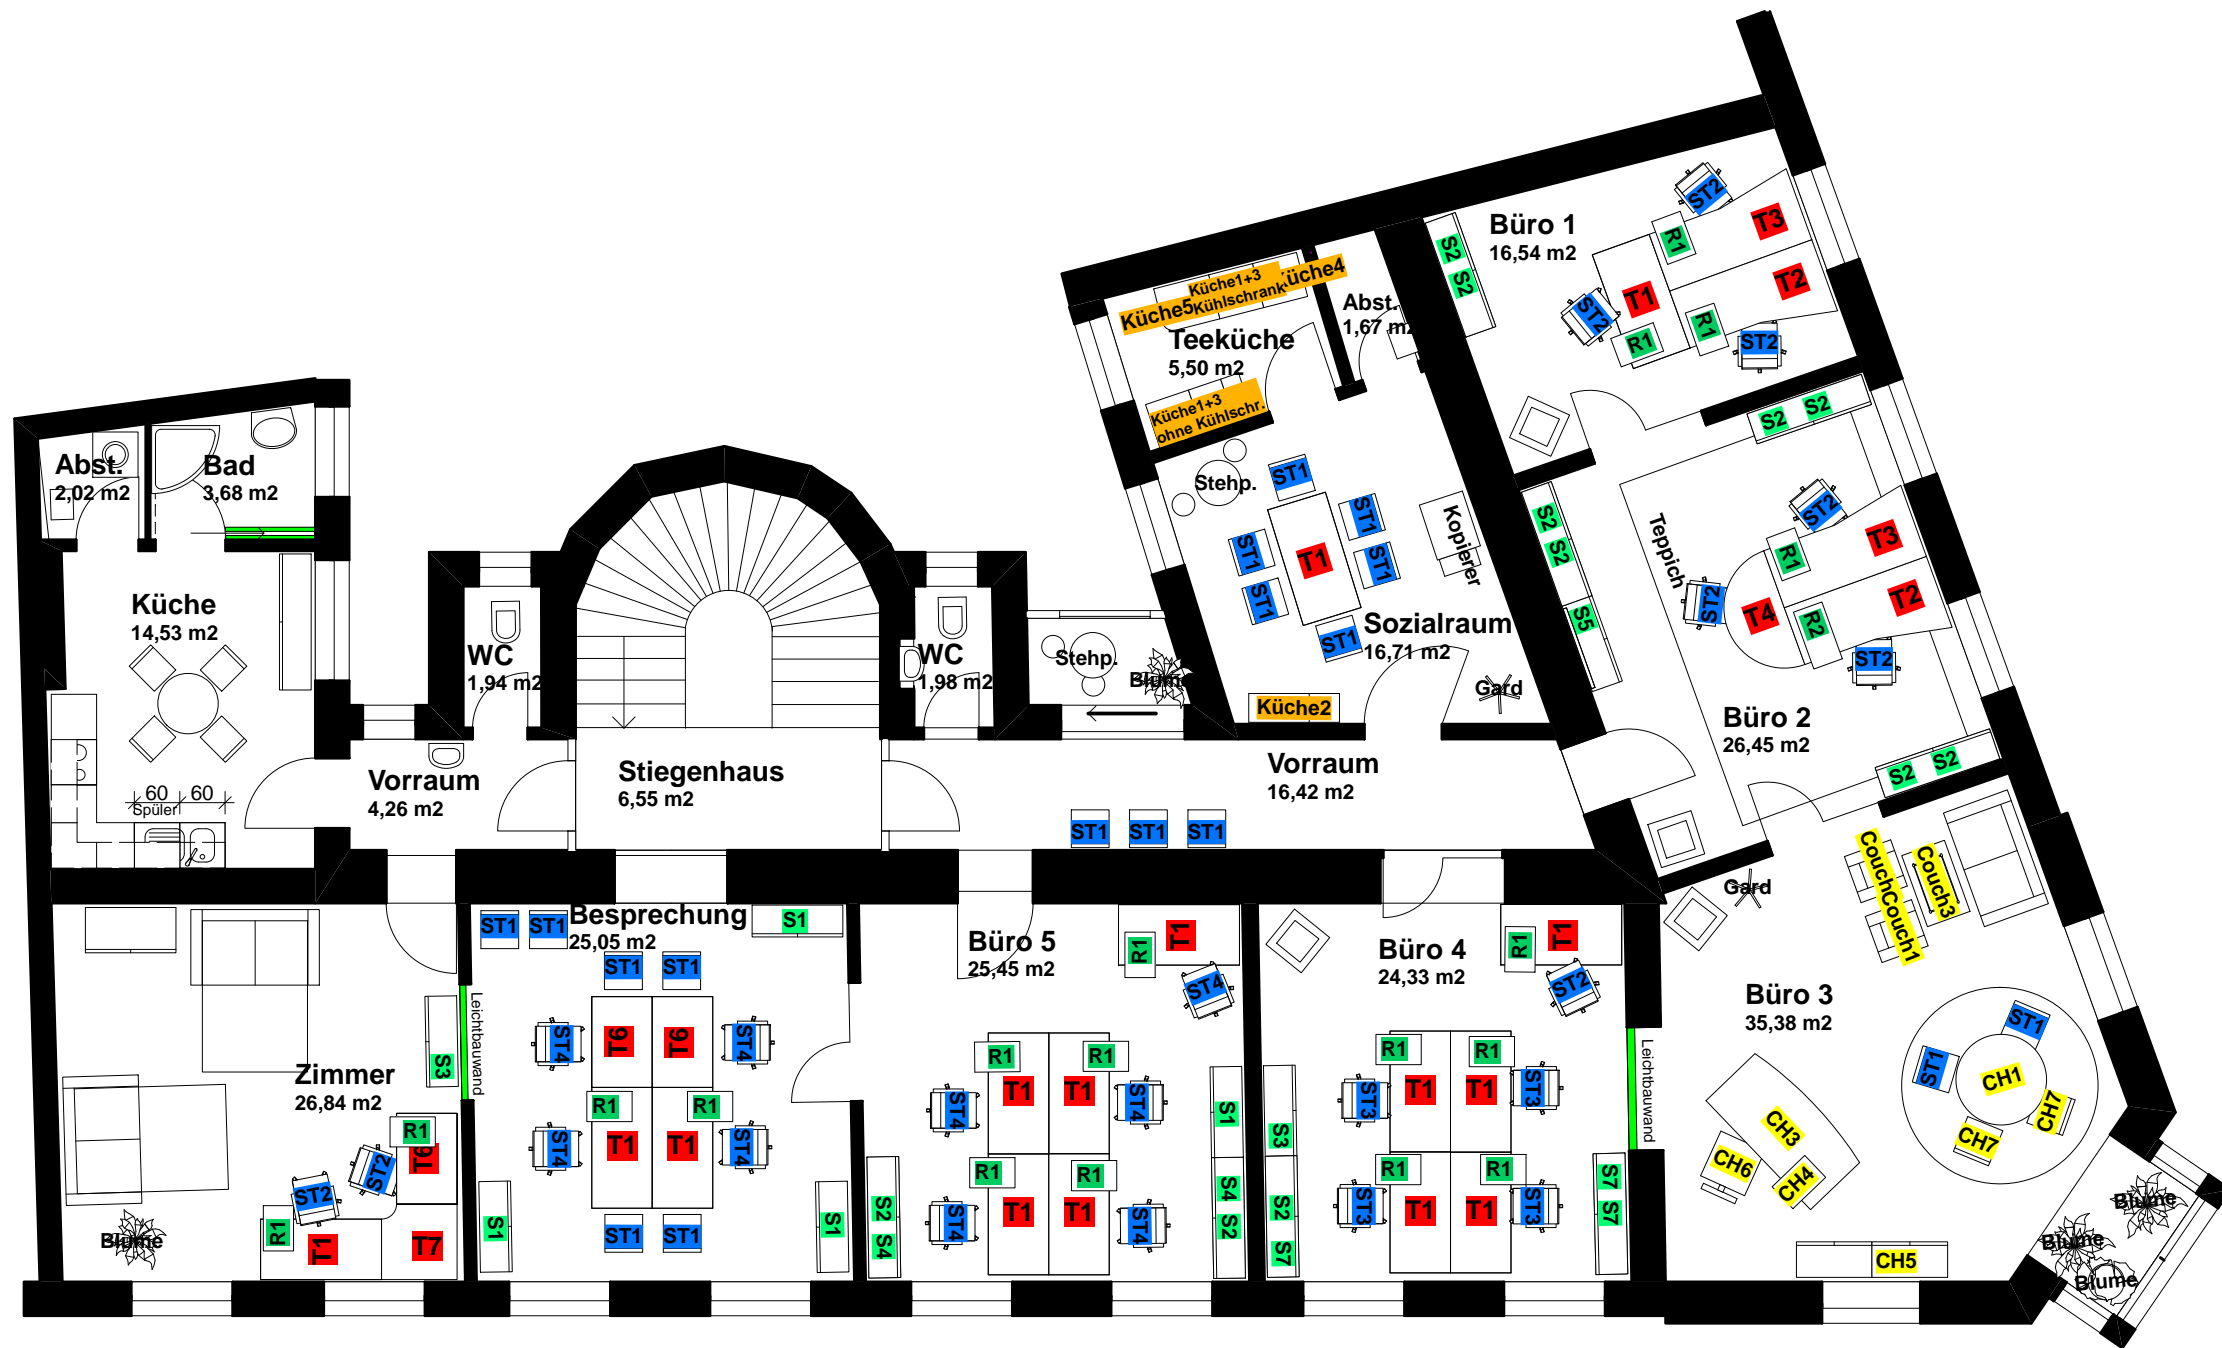 Büro 1
16,54 m2
ST2
T3
R1
T2
S2
S2
T1
ST2
R1
R1
ST2
Küche5
Küche1+3
Kühlschrank
üche4
Teeküche
5,50 m2
Abst.
1,67 m2
Küche1+3
ohne Kühlschr.
S2
S2
Abst.
2,02 m2
Bad
3,68 m2
Stehp.
ST1
ST1
ST1
ST1
ST1
T1
ST1
Kopierer
Sozialraum
16,71 m2
Gard
Küche2
S2
S2
S5
Teppich
ST2
T3
R1
T2
ST2
T4
R2
ST2
Büro 2
26,45 m2
S2
S2
Küche
14,53 m2
WC
1,94 m2
WC
1,98 m2
Stehp.
Blume
60
60
Spüler
Vorraum
4,26 m2
Stiegenhaus
6,55 m2
Vorraum
16,42 m2
ST1
ST1
ST1
Gard
CouchCouch1
Couch3
Zimmer
26,84 m2
S3
Leichtbauwand
R1
T6
ST2
ST2
R1
T1
T7
Blume
Besprechung
25,05 m2
ST1
ST1
S1
ST1
ST1
ST4
T6
T6
ST4
R1
R1
ST4
T1
T1
ST4
S1
ST1
ST1
S1
Büro 5
25,45 m2
T1
R1
ST4
R1
R1
ST4
T1
T1
ST4
R1
R1
ST4
T1
T1
ST4
S2
S4
S1
S4
S2
Büro 4
24,33 m2
T1
R1
ST2
R1
R1
ST3
T1
T1
ST3
R1
R1
ST3
T1
T1
ST3
S3
S2
S7
S7
S7
Leichtbauwand
Büro 3
35,38 m2
ST1
ST1
CH1
CH7
CH7
CH3
CH6
CH4
CH5
Blume
Blume
Blume